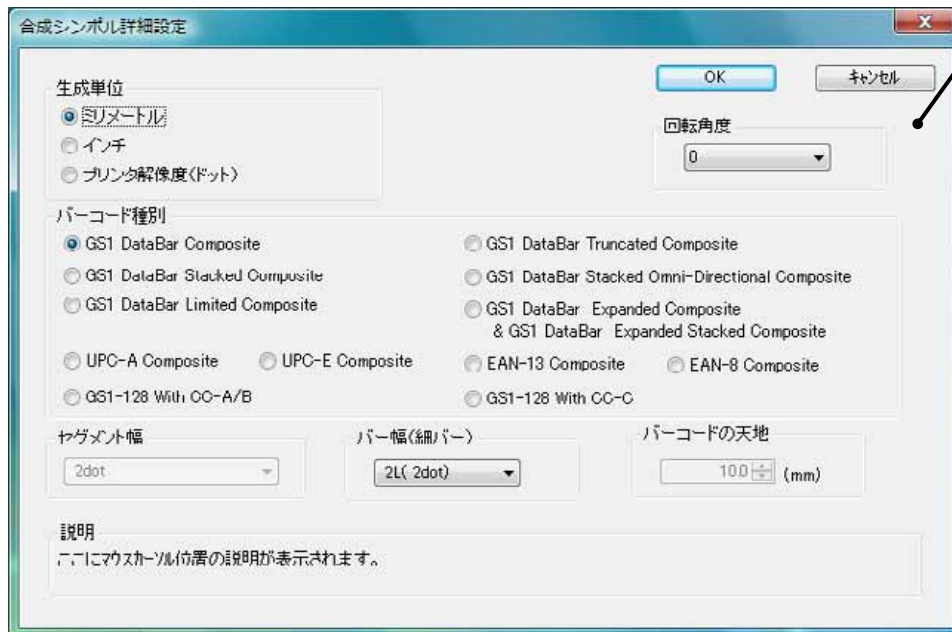 合成シンボル詳細設定
OK
キャンセル
生成単位
ミリメートル
インチ
プリンタ解像度(ドット)
回転角度
0
バーコード種別
GS1 DataBar Composite
GS1 DataBar Truncated Composite
GS1 DataBar Stacked Composite
GS1 DataBar Stacked Omni-Directional Composite
GS1 DataBar Limited Composite
GS1 DataBar Expanded Composite
& GS1 DataBar Expanded Stacked Composite
UPC-A Composite
UPC-E Composite
EAN-13 Composite
EAN-8 Composite
GS1-128 With CC-A/B
GS1-128 With CC-C
セグメント幅
2dot
バー幅(細バー)
2L( 2dot)
バーコードの天地
10.0
(mm)
説明
ここにマウスカーソル位置の説明が表示されます。